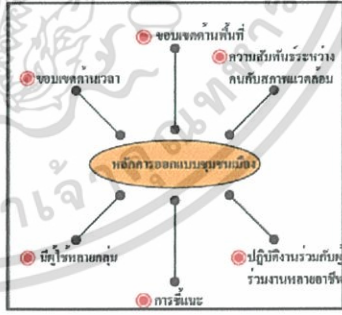 ขอบเขตด้านพื้นที่
ความสัมพันธ์ระหว่าง
คนกับสภาพแวดล้อม
ขอบเขตด้านเวลา
หลักการออกแบบชุมชนเมือง
มีผู้ใช้หลายกลุ่ม
ปฏิบัติงานร่วมกับผู้
ร่วมงานหลายอาชีพ
การชี้แนะ